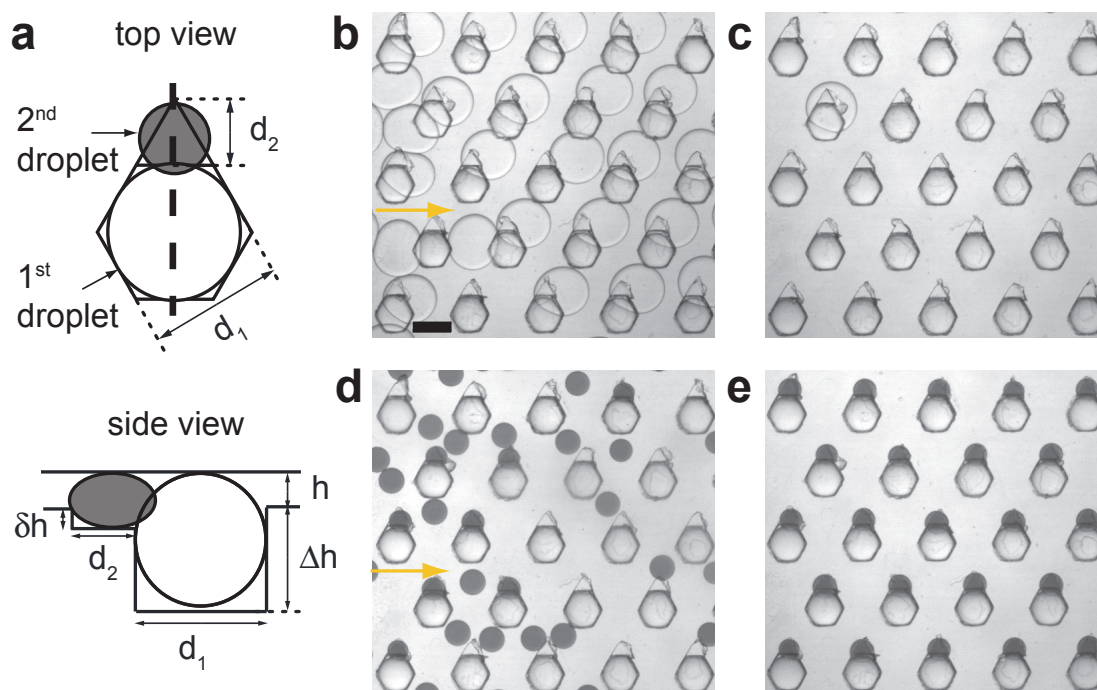 a
top view
2nd
droplet
d2
1st
droplet
d1
side view
h
δh
d2
Δh
d1
b
c
d
e